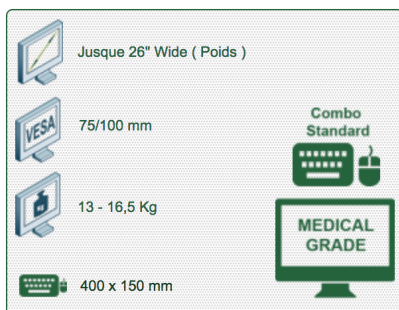 Jusque 26" Wide ( Poids )
VESA
75/100 mm
Combo
Standard
KG
13 - 16,5 Kg
MEDICAL
GRADE
400 x 150 mm